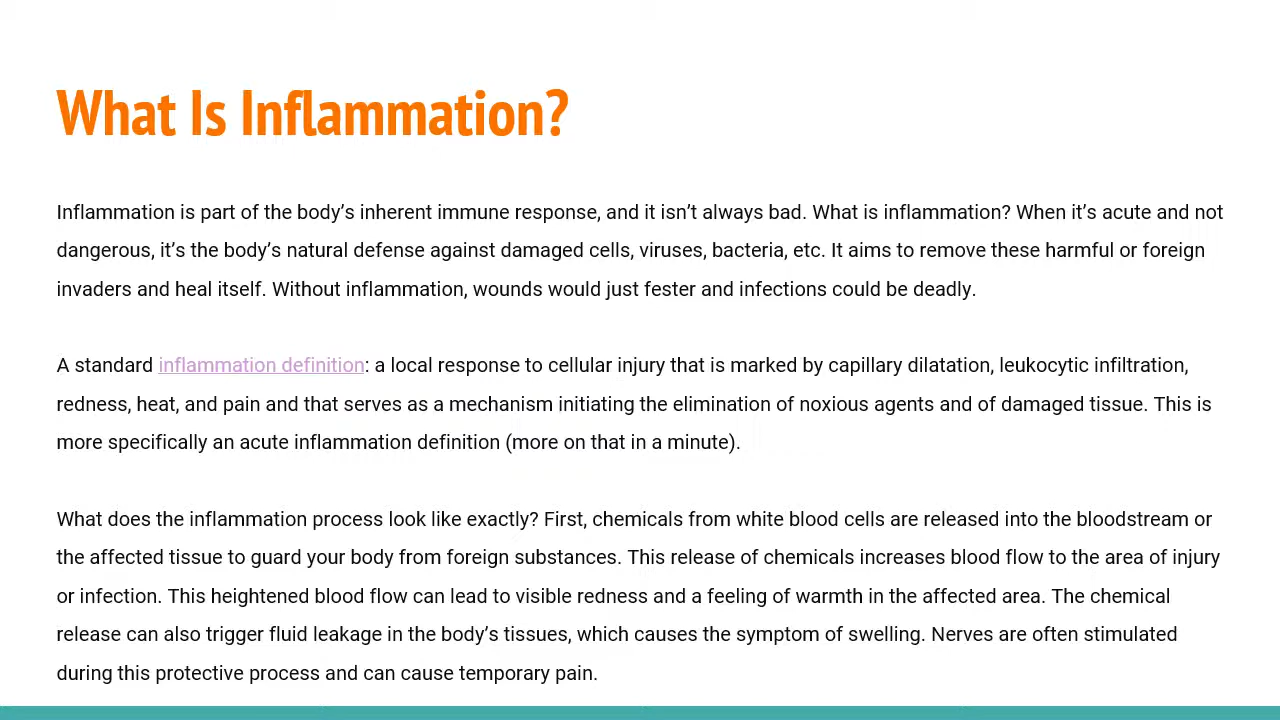 What Is Inflammation?
Inflammation is part of the body’s inherent immune response, and it isn’t always bad. What is inflammation? When it’s acute and not
dangerous, it’s the body’s natural defense against damaged cells, viruses, bacteria, etc. It aims to remove these harmful or foreign
invaders and heal itself. Without inflammation, wounds would just fester and infections could be deadly.
A standard inflammation definition: a local response to cellular injury that is marked by capillary dilatation, leukocytic infiltration,
redness, heat, and pain and that serves as a mechanism initiating the elimination of noxious agents and of damaged tissue. This is
more specifically an acute inflammation definition (more on that in a minute).
What does the inflammation process look like exactly? First, chemicals from white blood cells are released into the bloodstream or
the affected tissue to guard your body from foreign substances. This release of chemicals increases blood flow to the area of injury
or infection. This heightened blood flow can lead to visible redness and a feeling of warmth in the affected area. The chemical
release can also trigger fluid leakage in the body’s tissues, which causes the symptom of swelling. Nerves are often stimulated
during this protective process and can cause temporary pain.